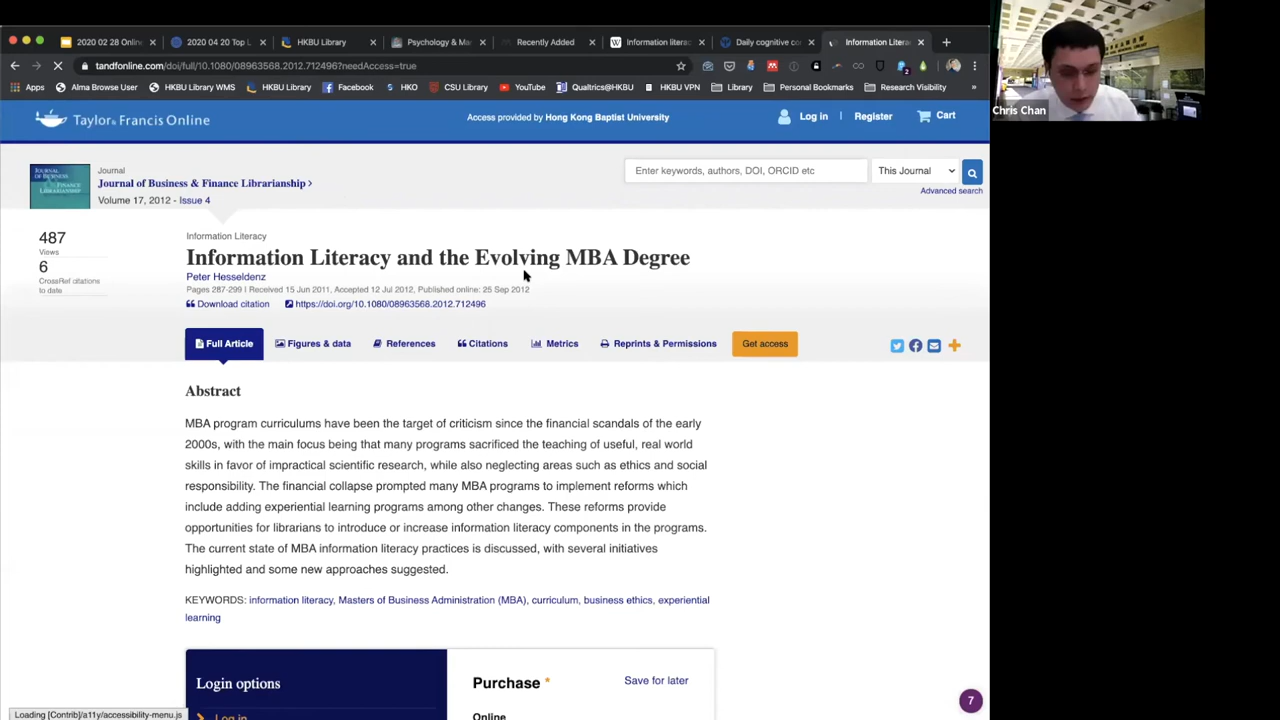 2020 02 28 Onlin
2020 04 20 Top L
HKBU Library
Psychology & Ma
Recently Added
Information literac
Daily cognitive co
Information Litera
tandfonline.com/doi/full/10.1080/08963568.2012.712496?needAccess=true
Apps
Alma Browse User
HKBU Library WMS
HKBU Library
Facebook
HKO
CSU Library
YouTube
Qualtrics@HKBU
HKBU VPN
Library
Personal Bookmarks
Research Visibility
»
Chris Chan
Taylor & Francis Online
Access provided by Hong Kong Baptist University
Log in | Register
Cart
JOURNAL OF BUSINESS & FINANCE LIBRARIANSHIP
Journal
Journal of Business & Finance Librarianship >
Volume 17, 2012 - Issue 4
Enter keywords, authors, DOI, ORCID etc
This Journal
Advanced search
487
Views
6
CrossRef citations
to date
Information Literacy
Information Literacy and the Evolving MBA Degree
Peter Hesseldenz
Pages 287-299 | Received 15 Jun 2011, Accepted 12 Jul 2012, Published online: 25 Sep 2012
Download citation
https://doi.org/10.1080/08963568.2012.712496
Full Article
Figures & data
References
Citations
Metrics
Reprints & Permissions
Get access
Abstract
MBA program curriculums have been the target of criticism since the financial scandals of the early
2000s, with the main focus being that many programs sacrificed the teaching of useful, real world
skills in favor of impractical scientific research, while also neglecting areas such as ethics and social
responsibility. The financial collapse prompted many MBA programs to implement reforms which
include adding experiential learning programs among other changes. These reforms provide
opportunities for librarians to introduce or increase information literacy components in the programs.
The current state of MBA information literacy practices is discussed, with several initiatives
highlighted and some new approaches suggested.
KEYWORDS: information literacy, Masters of Business Administration (MBA), curriculum, business ethics, experiential
learning
Login options
Log in
Purchase *
Save for later
Online
7
Loading [Contrib]/a11y/accessibility-menu.js